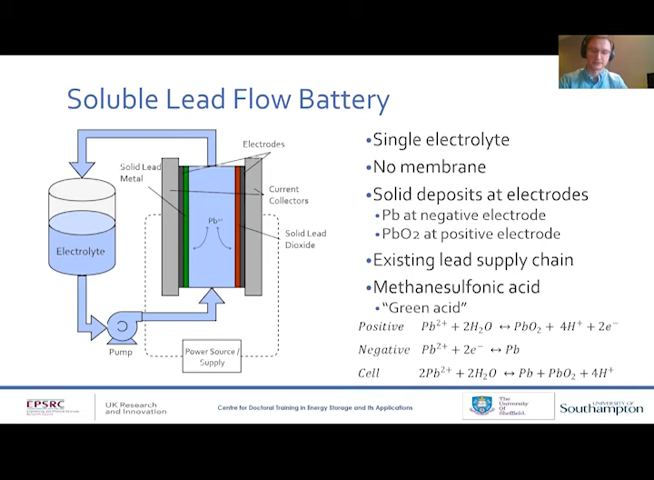 Soluble Lead Flow Battery
Electrodes
Solid Lead
Metal
Current
Collectors
Pb²⁺
Solid Lead
Dioxide
Electrolyte
Pump
Power Source /
Supply
•Single electrolyte
•No membrane
•Solid deposits at electrodes
•Pb at negative electrode
•PbO2 at positive electrode
•Existing lead supply chain
•Methanesulfonic acid
•"Green acid"
Positive Pb²⁺ + 2H₂O ↔ PbO₂ + 4H⁺ + 2e⁻
Negative Pb²⁺ + 2e⁻ ↔ Pb
Cell 2Pb²⁺ + 2H₂O ↔ Pb + PbO₂ + 4H⁺
EPSRC
UK Research
and Innovation
Centre for Doctoral Training in Energy Storage and its Applications
The
University
Of
Sheffield.
UNIVERSITY OF
Southampton